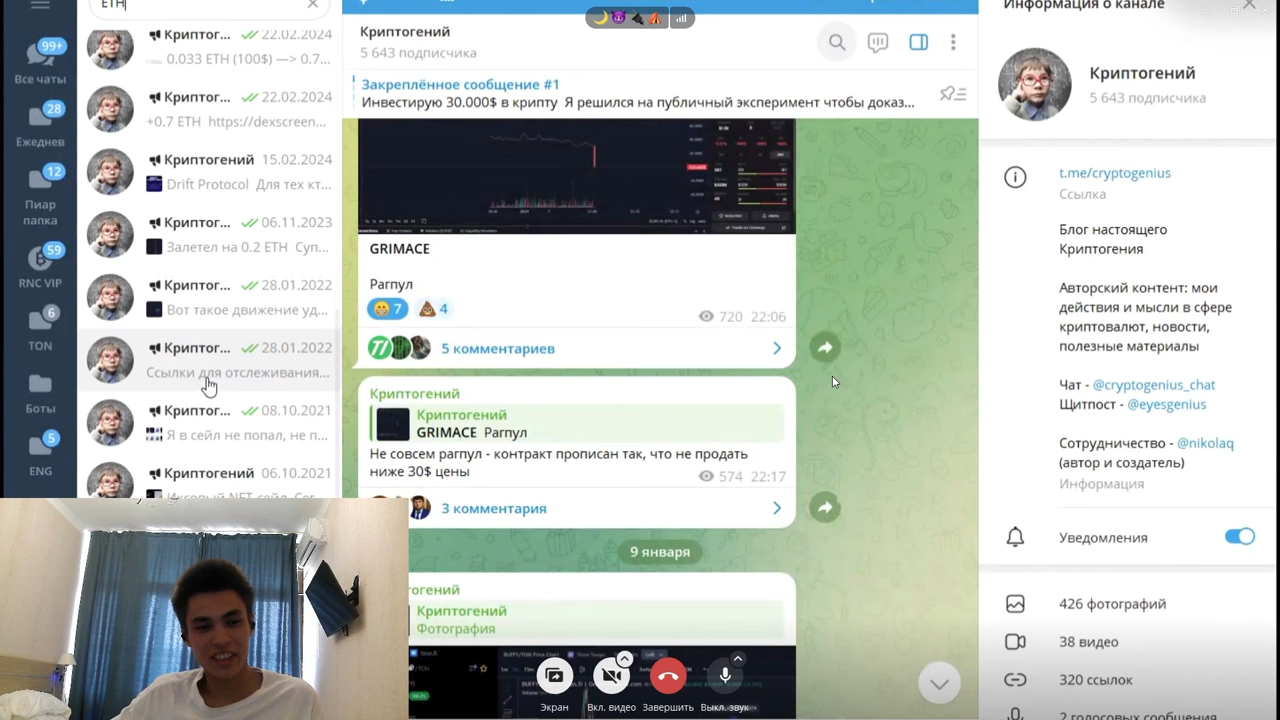 ETH
99+
Все чаты
28
Ежеднев
12
Пиар
папка
59
RNC VIP
6
TON
Боты
5
ENG
Криптог... 22.02.2024
0.033 ETH (100$) —> 0.7...
Криптог... 22.02.2024
+0.7 ETH https://dexscreen...
Криптогений 15.02.2024
Drift Protocol Для тех кт...
Криптог... 06.11.2023
Залетел на 0.2 ETH Суп...
Криптог... 28.01.2022
Вот такое движение уд...
Криптог... 28.01.2022
Ссылки для отслеживания...
Криптог... 08.10.2021
Я в сейл не попал, не п...
Криптогений 06.10.2021
Криптогений
5 643 подписчика
Закреплённое сообщение #1
Инвестирую 30.000$ в крипту Я решился на публичный эксперимент чтобы доказ...
GRIMACE
Рагпул
7
4
720 22:06
5 комментариев
Криптогений
Криптогений
GRIMACE Рагпул
Не совсем рагпул - контракт прописан так, что не продать
ниже 30$ цены
574 22:17
3 комментария
9 января
тогений
Криптогений
Фотография
Экран
Вкл. видео
Завершить
Выкл. звук
Информация о канале
Криптогений
5 643 подписчика
t.me/cryptogenius
Ссылка
Блог настоящего
Криптогения
Авторский контент: мои
действия и мысли в сфере
криптовалют, новости,
полезные материалы
Чат - @cryptogenius_chat
Щитпост - @eyesgenius
Сотрудничество - @nikolaq
(автор и создатель)
Информация
Уведомления
426 фотографий
38 видео
320 ссылок
2 голосовых сообщения